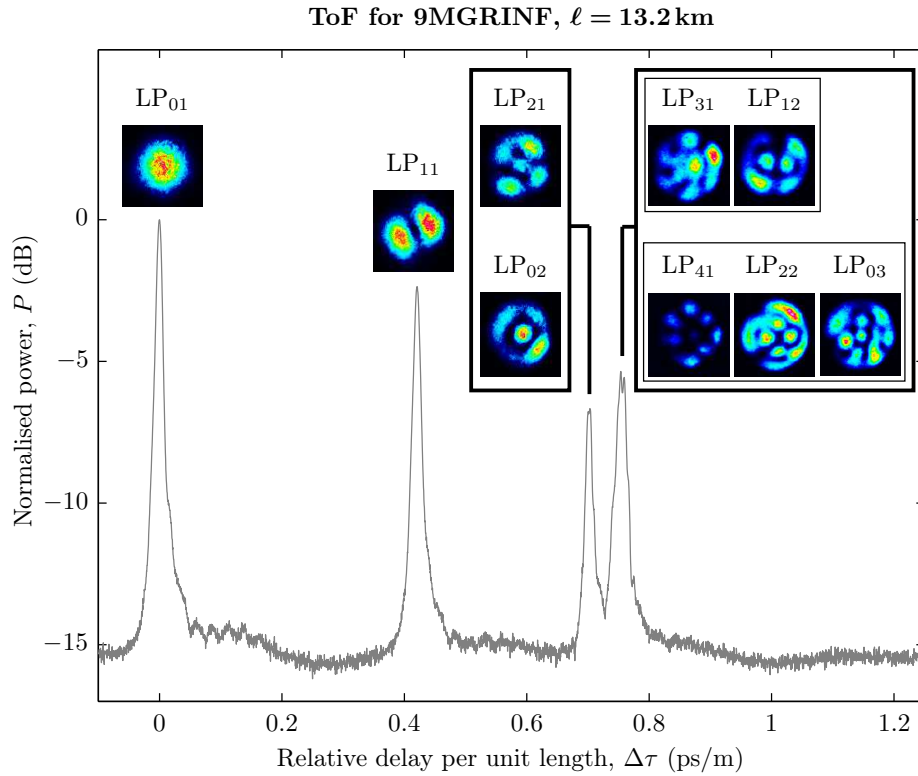 ToF for 9MGRINF, ℓ = 13.2 km
LP₀₁
LP₁₁
LP₂₁
LP₀₂
LP₃₁ LP₁₂
LP₄₁ LP₂₂ LP₀₃
Normalised power, P (dB)
0
−5
−10
−15
0 0.2 0.4 0.6 0.8 1 1.2
Relative delay per unit length, Δτ (ps/m)